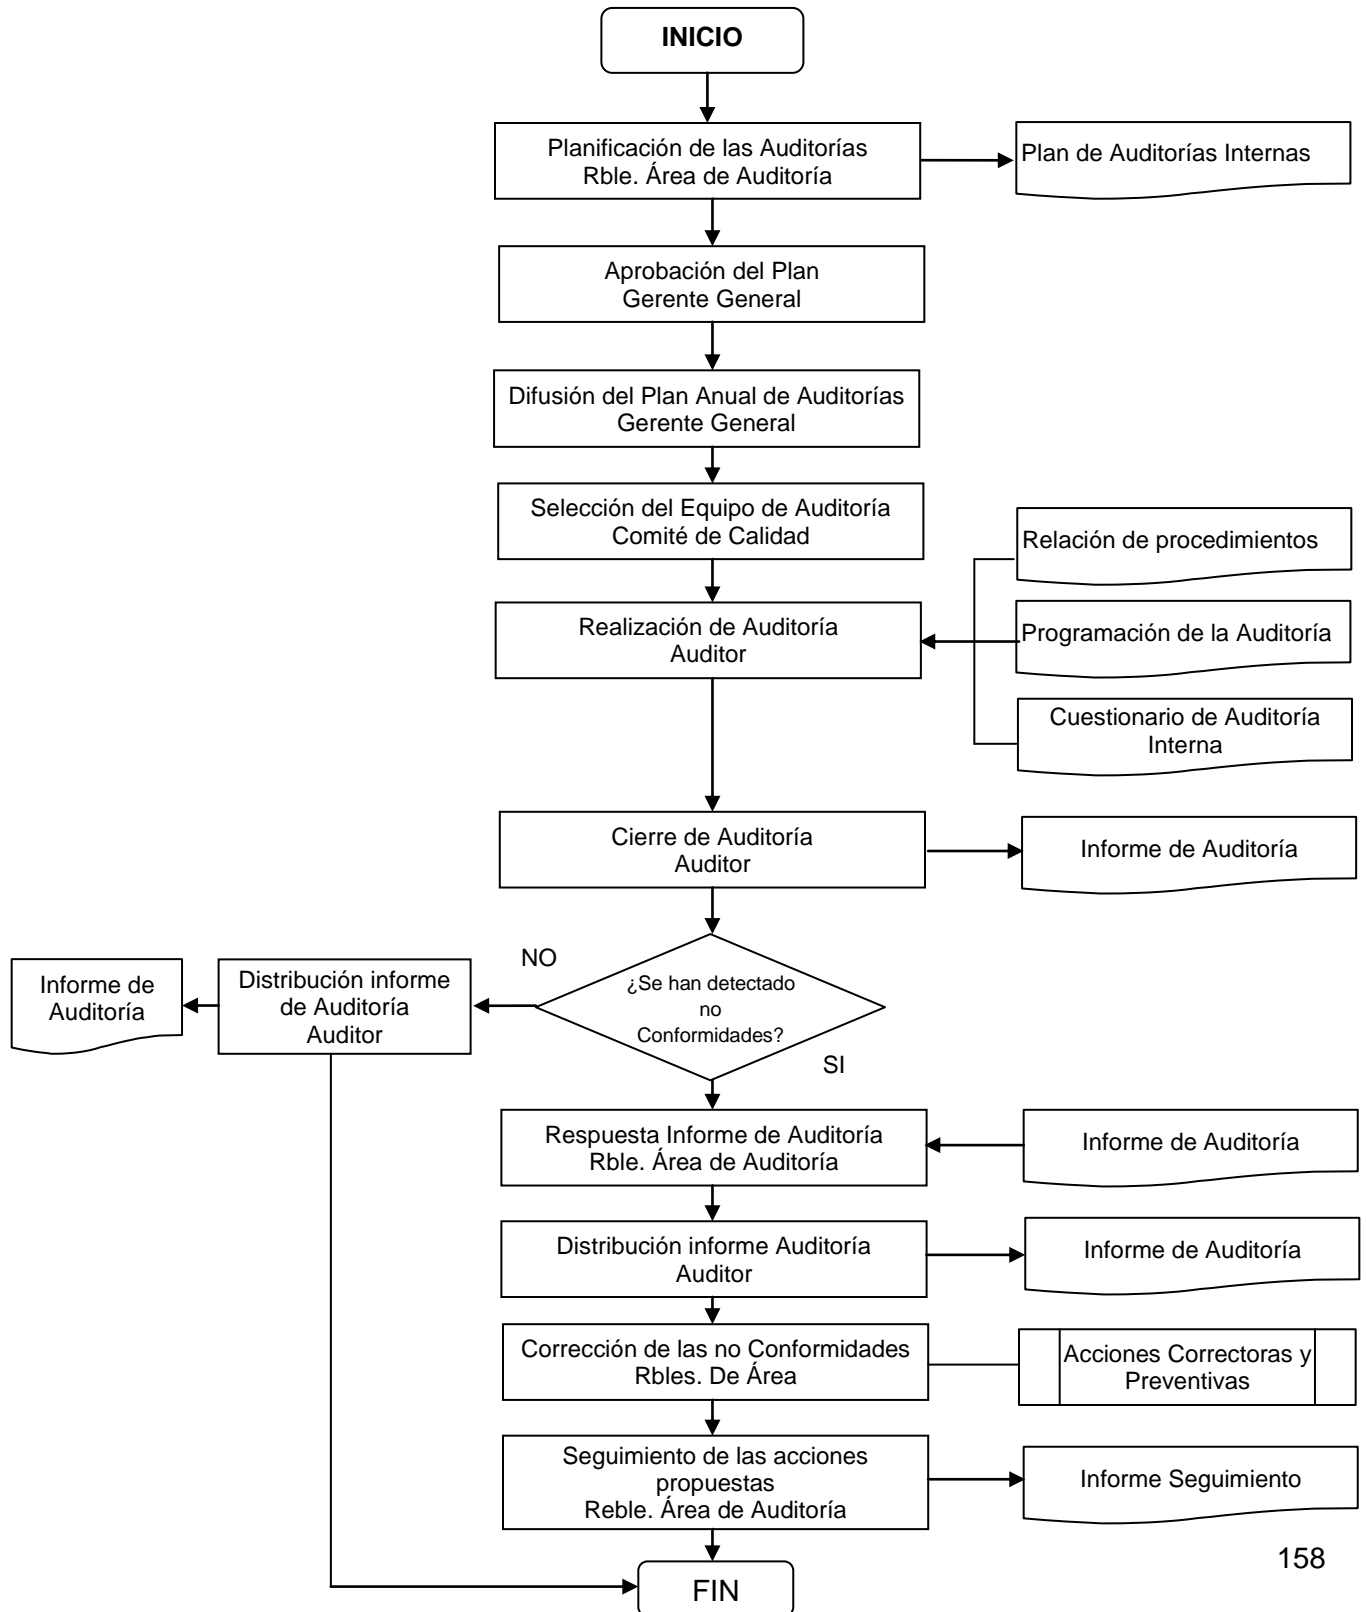 INICIO
Planificación de las Auditorías
Rble. Área de Auditoría
Plan de Auditorías Internas
Aprobación del Plan
Gerente General
Difusión del Plan Anual de Auditorías
Gerente General
Selección del Equipo de Auditoría
Comité de Calidad
Relación de procedimientos
Realización de Auditoría
Auditor
Programación de la Auditoría
Cuestionario de Auditoría
Interna
Cierre de Auditoría
Auditor
Informe de Auditoría
NO
¿Se han detectado
no
Conformidades?
SI
Distribución informe
de Auditoría
Auditor
Informe de
Auditoría
Respuesta Informe de Auditoría
Rble. Área de Auditoría
Informe de Auditoría
Distribución informe Auditoría
Auditor
Informe de Auditoría
Corrección de las no Conformidades
Rbles. De Área
Acciones Correctoras y
Preventivas
Seguimiento de las acciones
propuestas
Reble. Área de Auditoría
Informe Seguimiento
FIN
158